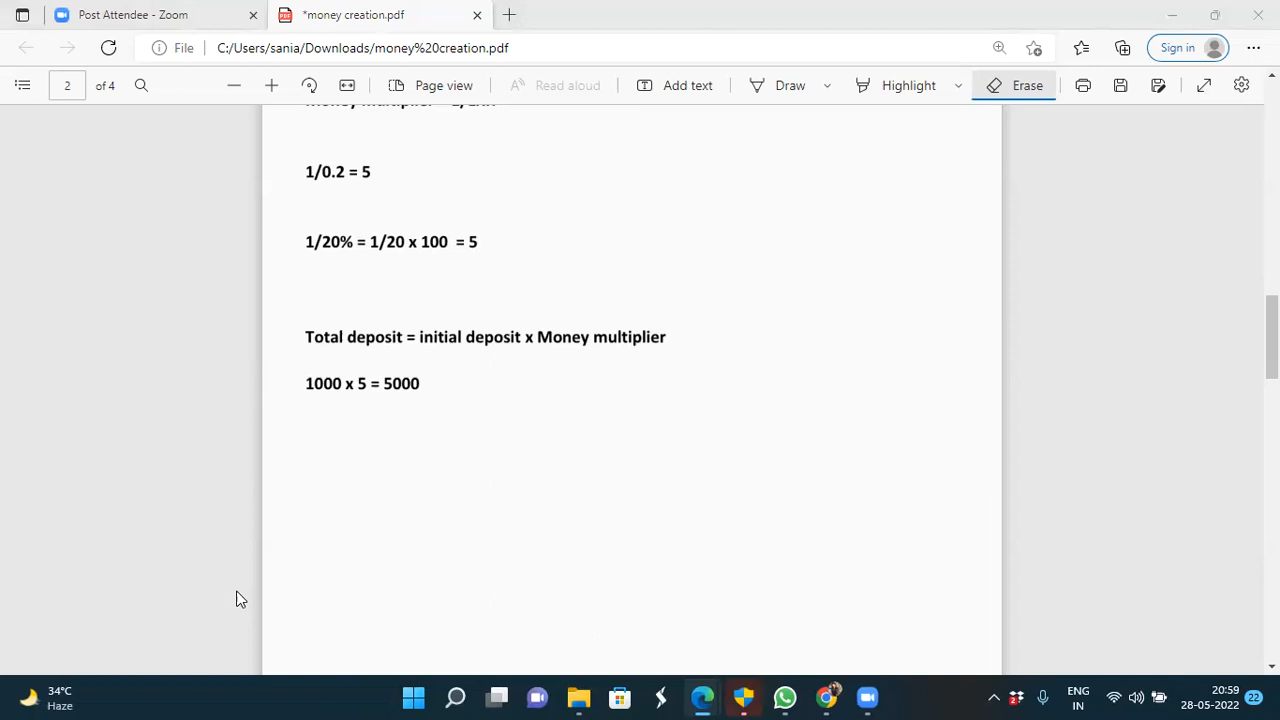 Post Attendee - Zoom
*money creation.pdf
File
C:/Users/sania/Downloads/money%20creation.pdf
Sign in
2
of 4
Page view
Read aloud
Add text
Draw
Highlight
Erase
1/0.2 = 5
1/20% = 1/20 x 100 = 5
Total deposit = initial deposit x Money multiplier
1000 x 5 = 5000
34°C
Haze
ENG
IN
20:59
28-05-2022
22